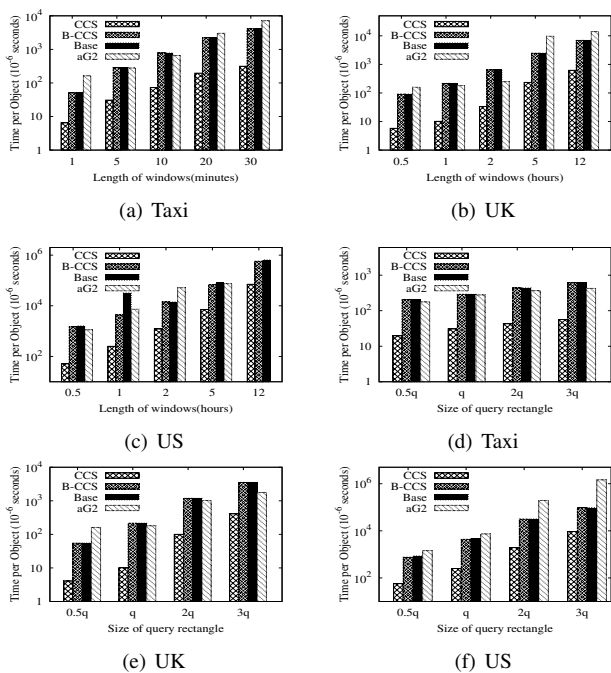 CCS
B-CCS
Base
aG2
Time per Object (10^-6 seconds)
10^4
10^3
10^2
10
1
1 5 10 20 30
Length of windows(minutes)
(a) Taxi
CCS
B-CCS
Base
aG2
Time per Object (10^-6 seconds)
10^4
10^3
10^2
10
1
0.5 1 2 5 12
Length of windows (hours)
(b) UK
CCS
B-CCS
Base
aG2
Time per Object (10^-6 seconds)
10^6
10^4
10^2
0.5 1 2 5 12
Length of windows(hours)
(c) US
CCS
B-CCS
Base
aG2
Time per Object (10^-6 seconds)
10^3
10^2
10
1
0.5q q 2q 3q
Size of query rectangle
(d) Taxi
CCS
B-CCS
Base
aG2
Time per Object (10^-6 seconds)
10^4
10^3
10^2
10
1
0.5q q 2q 3q
Size of query rectangle
(e) UK
CCS
B-CCS
Base
aG2
Time per Object (10^-6 seconds)
10^6
10^4
10^2
0.5q q 2q 3q
Size of query rectangle
(f) US